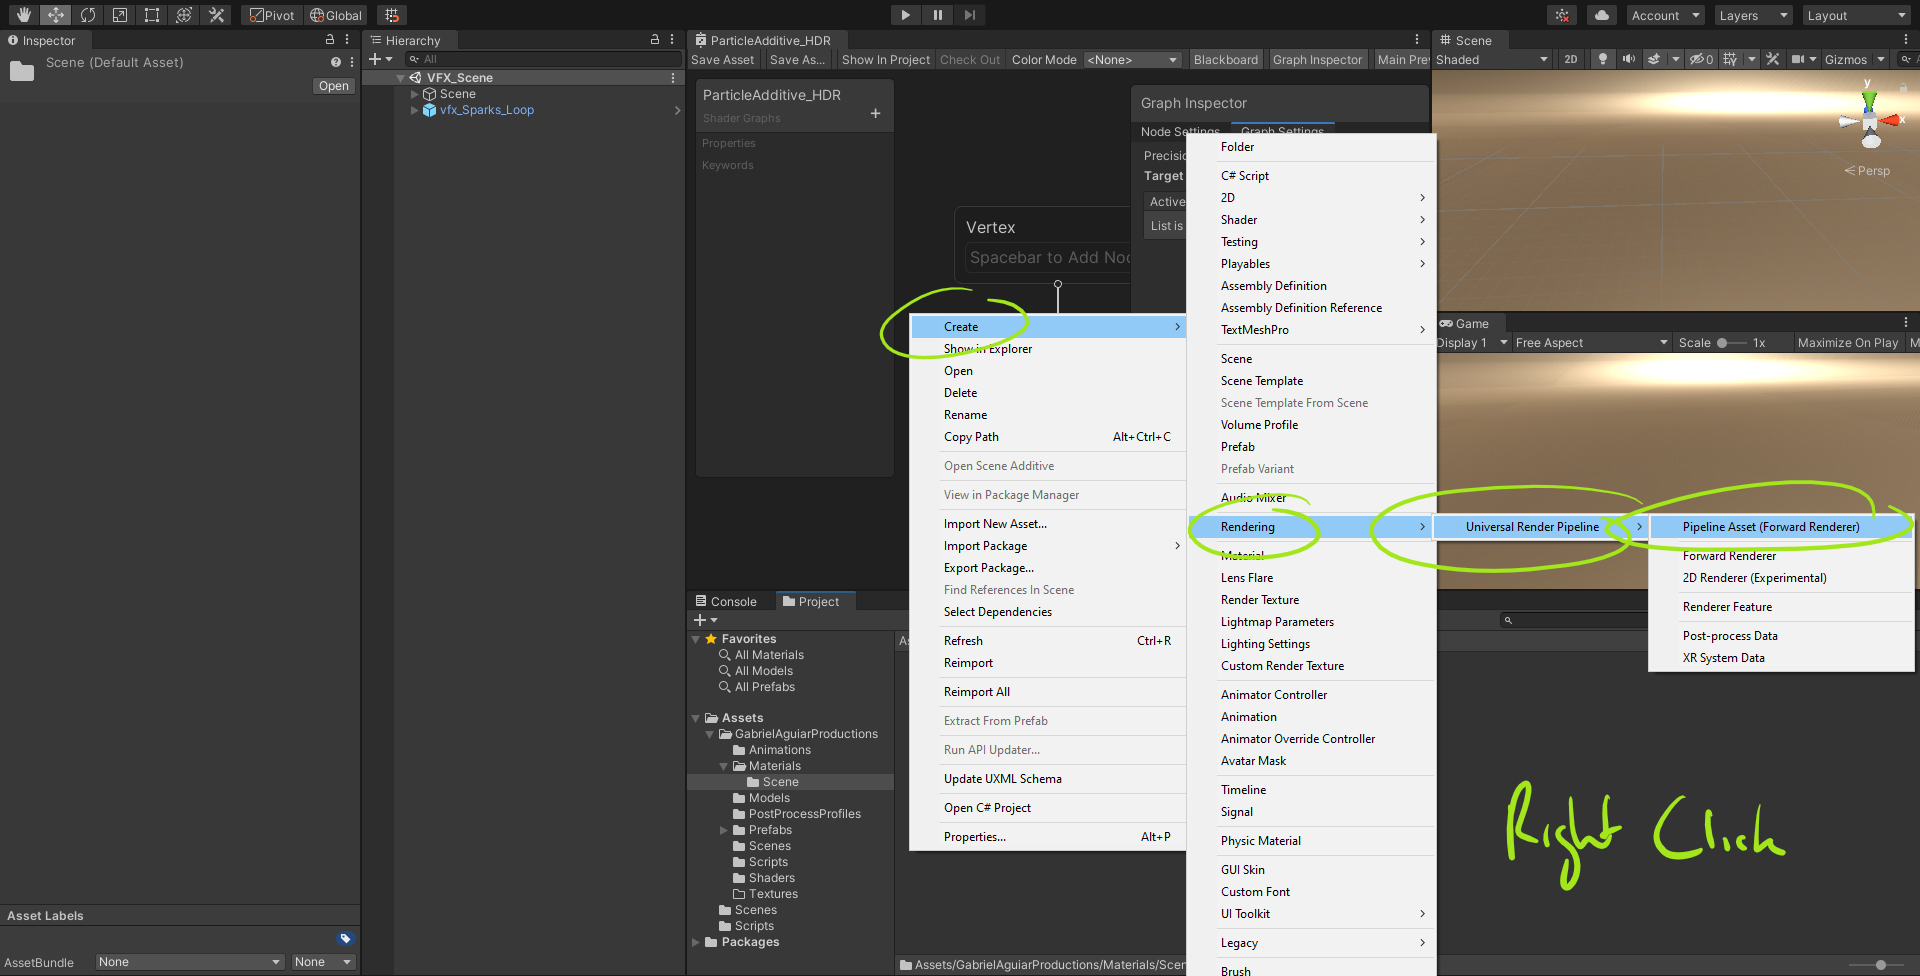 Pivot Global Account Layers Layout
Inspector
Scene (Default Asset)
Open
Asset Labels
AssetBundle None None
Hierarchy
All
VFX_Scene
Scene
vfx_Sparks_Loop
ParticleAdditive_HDR
Save Asset Save As... Show In Project Check Out Color Mode <None> Blackboard Graph Inspector Main Pre
ParticleAdditive_HDR
Shader Graphs
Properties
Keywords
Vertex
Spacebar to Add Noc
Graph Inspector
Node Settings Graph Settings
Precisic
Target
Active
List is
Scene
Shaded 2D 0 Gizmos
All
y
x
Persp
Game
Display 1 Free Aspect Scale 1x Maximize On Play M
Create
Show in Explorer
Open
Delete
Rename
Copy Path Alt+Ctrl+C
Open Scene Additive
View in Package Manager
Import New Asset...
Import Package
Export Package...
Find References In Scene
Select Dependencies
Refresh Ctrl+R
Reimport
Reimport All
Extract From Prefab
Run API Updater...
Update UXML Schema
Open C# Project
Properties... Alt+P
Folder
C# Script
2D
Shader
Testing
Playables
Assembly Definition
Assembly Definition Reference
TextMeshPro
Scene
Scene Template
Scene Template From Scene
Volume Profile
Prefab
Prefab Variant
Audio Mixer
Rendering
Material
Lens Flare
Render Texture
Lightmap Parameters
Lighting Settings
Custom Render Texture
Animator Controller
Animation
Animator Override Controller
Avatar Mask
Timeline
Signal
Physic Material
GUI Skin
Custom Font
UI Toolkit
Legacy
Brush
Universal Render Pipeline
Pipeline Asset (Forward Renderer)
Forward Renderer
2D Renderer (Experimental)
Renderer Feature
Post-process Data
XR System Data
Console Project
Favorites
All Materials
All Models
All Prefabs
Assets
GabrielAguiarProductions
Animations
Materials
Scene
Models
PostProcessProfiles
Prefabs
Scenes
Scripts
Shaders
Textures
Scenes
Scripts
Packages
As
Assets/GabrielAguiarProductions/Materials/Scen
Right Click